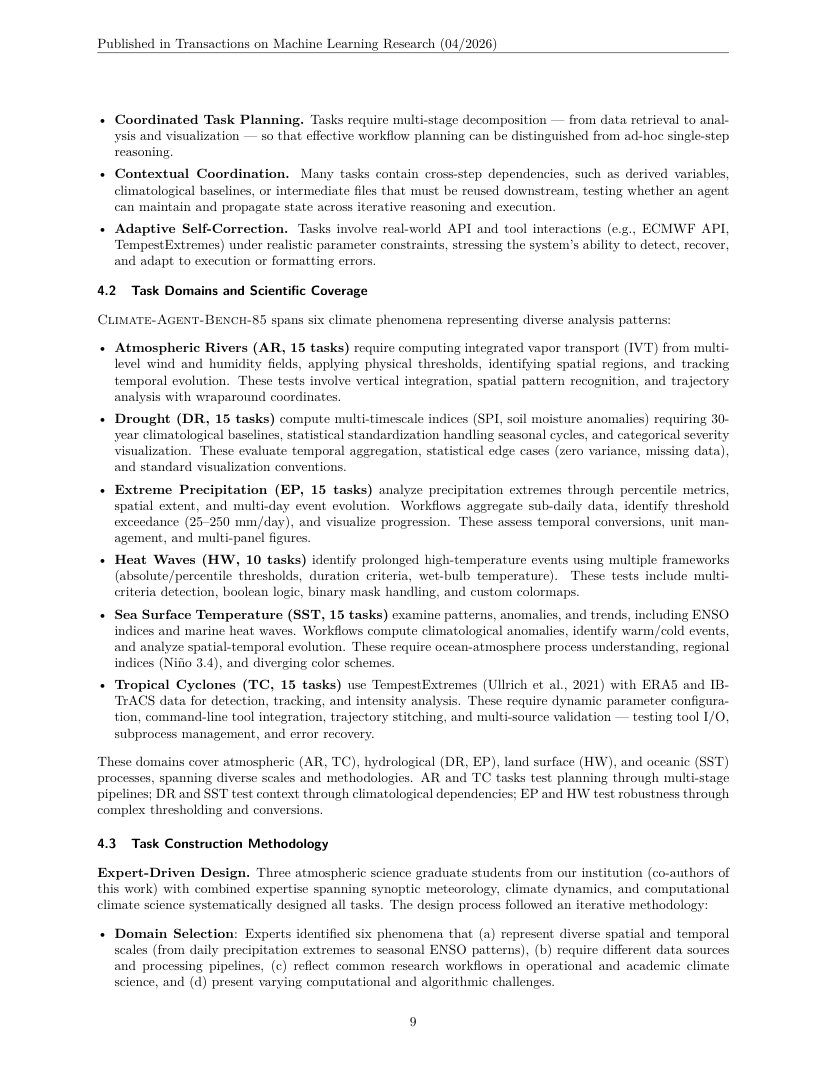 Published in Transactions on Machine Learning Research (04/2026)
• Coordinated Task Planning. Tasks require multi-stage decomposition — from data retrieval to anal-
ysis and visualization — so that effective workflow planning can be distinguished from ad-hoc single-step
reasoning.
• Contextual Coordination. Many tasks contain cross-step dependencies, such as derived variables,
climatological baselines, or intermediate files that must be reused downstream, testing whether an agent
can maintain and propagate state across iterative reasoning and execution.
• Adaptive Self-Correction. Tasks involve real-world API and tool interactions (e.g., ECMWF API,
TempestExtremes) under realistic parameter constraints, stressing the system's ability to detect, recover,
and adapt to execution or formatting errors.
4.2 Task Domains and Scientific Coverage
Climate-Agent-Bench-85 spans six climate phenomena representing diverse analysis patterns:
• Atmospheric Rivers (AR, 15 tasks) require computing integrated vapor transport (IVT) from multi-
level wind and humidity fields, applying physical thresholds, identifying spatial regions, and tracking
temporal evolution. These tests involve vertical integration, spatial pattern recognition, and trajectory
analysis with wraparound coordinates.
• Drought (DR, 15 tasks) compute multi-timescale indices (SPI, soil moisture anomalies) requiring 30-
year climatological baselines, statistical standardization handling seasonal cycles, and categorical severity
visualization. These evaluate temporal aggregation, statistical edge cases (zero variance, missing data),
and standard visualization conventions.
• Extreme Precipitation (EP, 15 tasks) analyze precipitation extremes through percentile metrics,
spatial extent, and multi-day event evolution. Workflows aggregate sub-daily data, identify threshold
exceedance (25–250 mm/day), and visualize progression. These assess temporal conversions, unit man-
agement, and multi-panel figures.
• Heat Waves (HW, 10 tasks) identify prolonged high-temperature events using multiple frameworks
(absolute/percentile thresholds, duration criteria, wet-bulb temperature). These tests include multi-
criteria detection, boolean logic, binary mask handling, and custom colormaps.
• Sea Surface Temperature (SST, 15 tasks) examine patterns, anomalies, and trends, including ENSO
indices and marine heat waves. Workflows compute climatological anomalies, identify warm/cold events,
and analyze spatial-temporal evolution. These require ocean-atmosphere process understanding, regional
indices (Niño 3.4), and diverging color schemes.
• Tropical Cyclones (TC, 15 tasks) use TempestExtremes (Ullrich et al., 2021) with ERA5 and IB-
TrACS data for detection, tracking, and intensity analysis. These require dynamic parameter configura-
tion, command-line tool integration, trajectory stitching, and multi-source validation — testing tool I/O,
subprocess management, and error recovery.
These domains cover atmospheric (AR, TC), hydrological (DR, EP), land surface (HW), and oceanic (SST)
processes, spanning diverse scales and methodologies. AR and TC tasks test planning through multi-stage
pipelines; DR and SST test context through climatological dependencies; EP and HW test robustness through
complex thresholding and conversions.
4.3 Task Construction Methodology
Expert-Driven Design. Three atmospheric science graduate students from our institution (co-authors of
this work) with combined expertise spanning synoptic meteorology, climate dynamics, and computational
climate science systematically designed all tasks. The design process followed an iterative methodology:
• Domain Selection: Experts identified six phenomena that (a) represent diverse spatial and temporal
scales (from daily precipitation extremes to seasonal ENSO patterns), (b) require different data sources
and processing pipelines, (c) reflect common research workflows in operational and academic climate
science, and (d) present varying computational and algorithmic challenges.
9